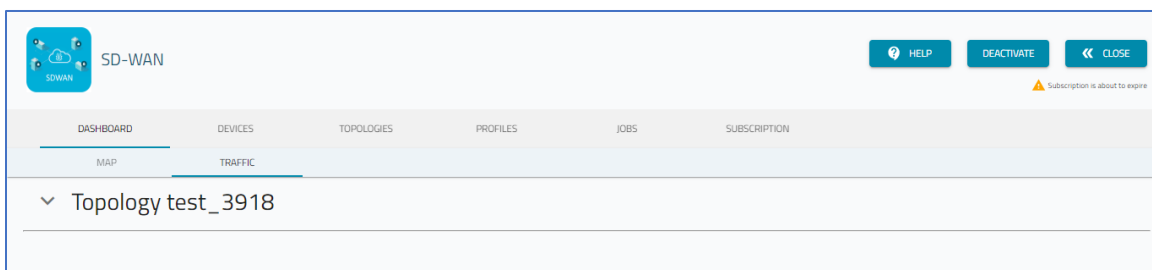 SDWAN
SD-WAN
HELP
DEACTIVATE
CLOSE
Subscription is about to expire
DASHBOARD
DEVICES
TOPOLOGIES
PROFILES
JOBS
SUBSCRIPTION
MAP
TRAFFIC
Topology test_3918